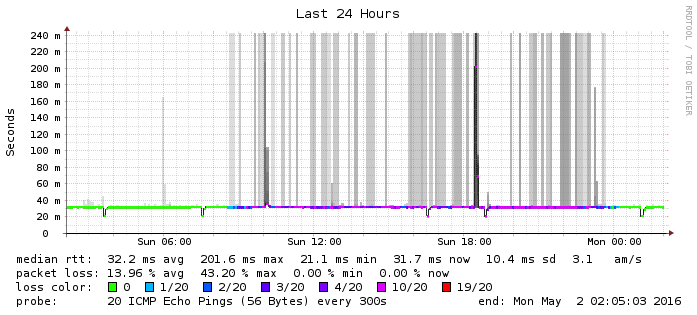 Last 24 Hours
RRDTOOL / TOBI OETIKER
Seconds
240 m
220 m
200 m
180 m
160 m
140 m
120 m
100 m
80 m
60 m
40 m
20 m
0
Sun 06:00 Sun 12:00 Sun 18:00 Mon 00:00
median rtt: 32.2 ms avg 201.6 ms max 21.1 ms min 31.7 ms now 10.4 ms sd 3.1 am/s
packet loss: 13.96 % avg 43.20 % max 0.00 % min 0.00 % now
loss color: 0 1/20 2/20 3/20 4/20 10/20 19/20
probe: 20 ICMP Echo Pings (56 Bytes) every 300s end: Mon May 2 02:05:03 2016